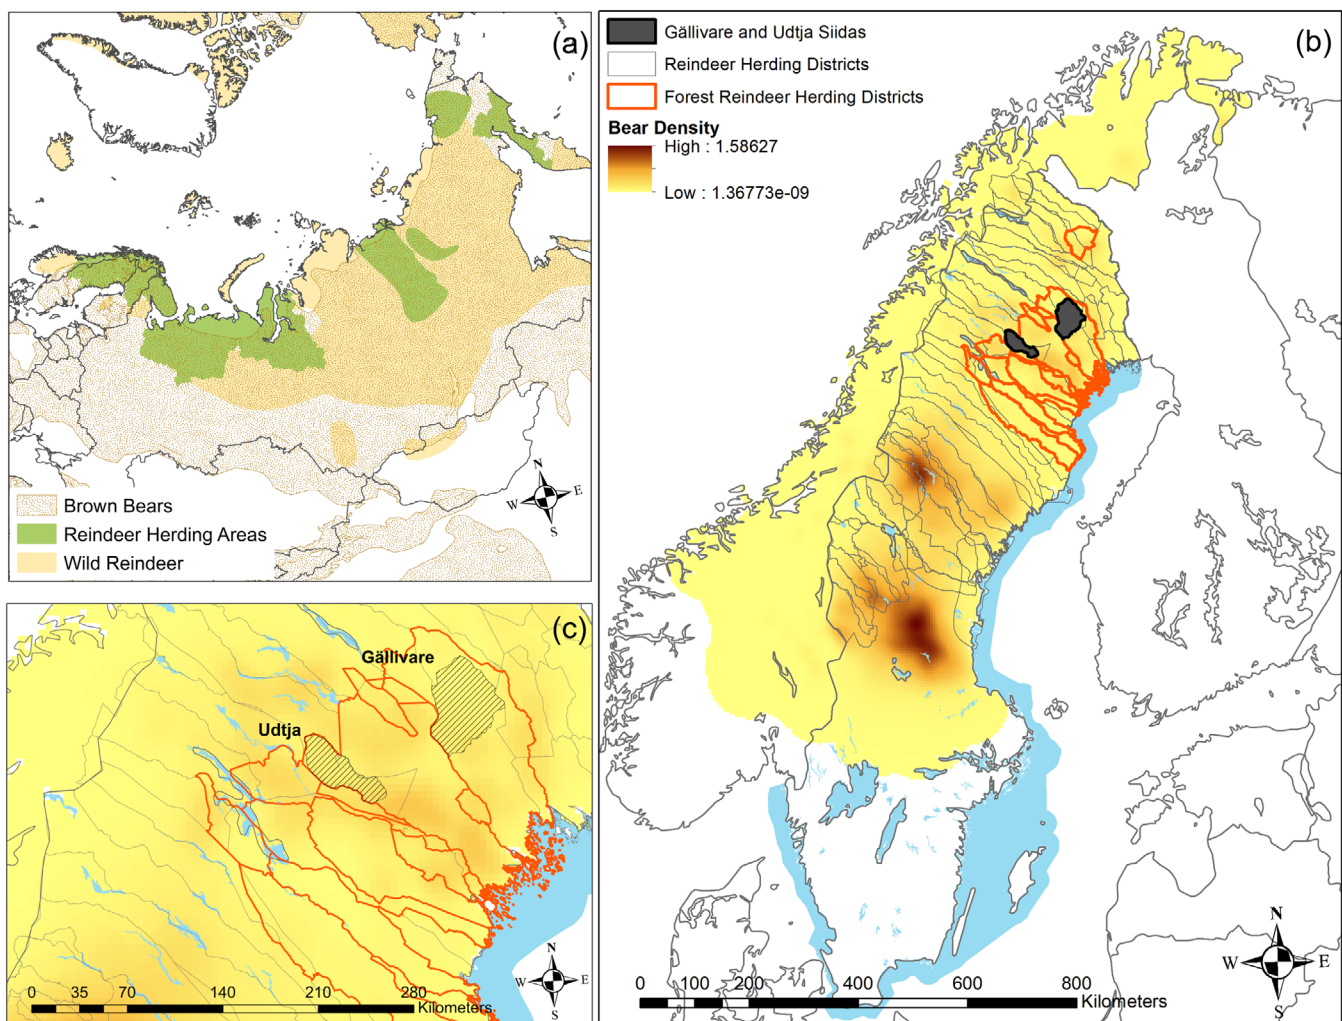 (a)
Brown Bears
Reindeer Herding Areas
Wild Reindeer
N
W
E
S
(b)
Gällivare and Udtja Siidas
Reindeer Herding Districts
Forest Reindeer Herding Districts
Bear Density
High : 1.58627
Low : 1.36773e-09
N
W
E
S
0 100 200 400 600 800
Kilometers
(c)
Gällivare
Udtja
N
W
E
S
0 35 70 140 210 280
Kilometers